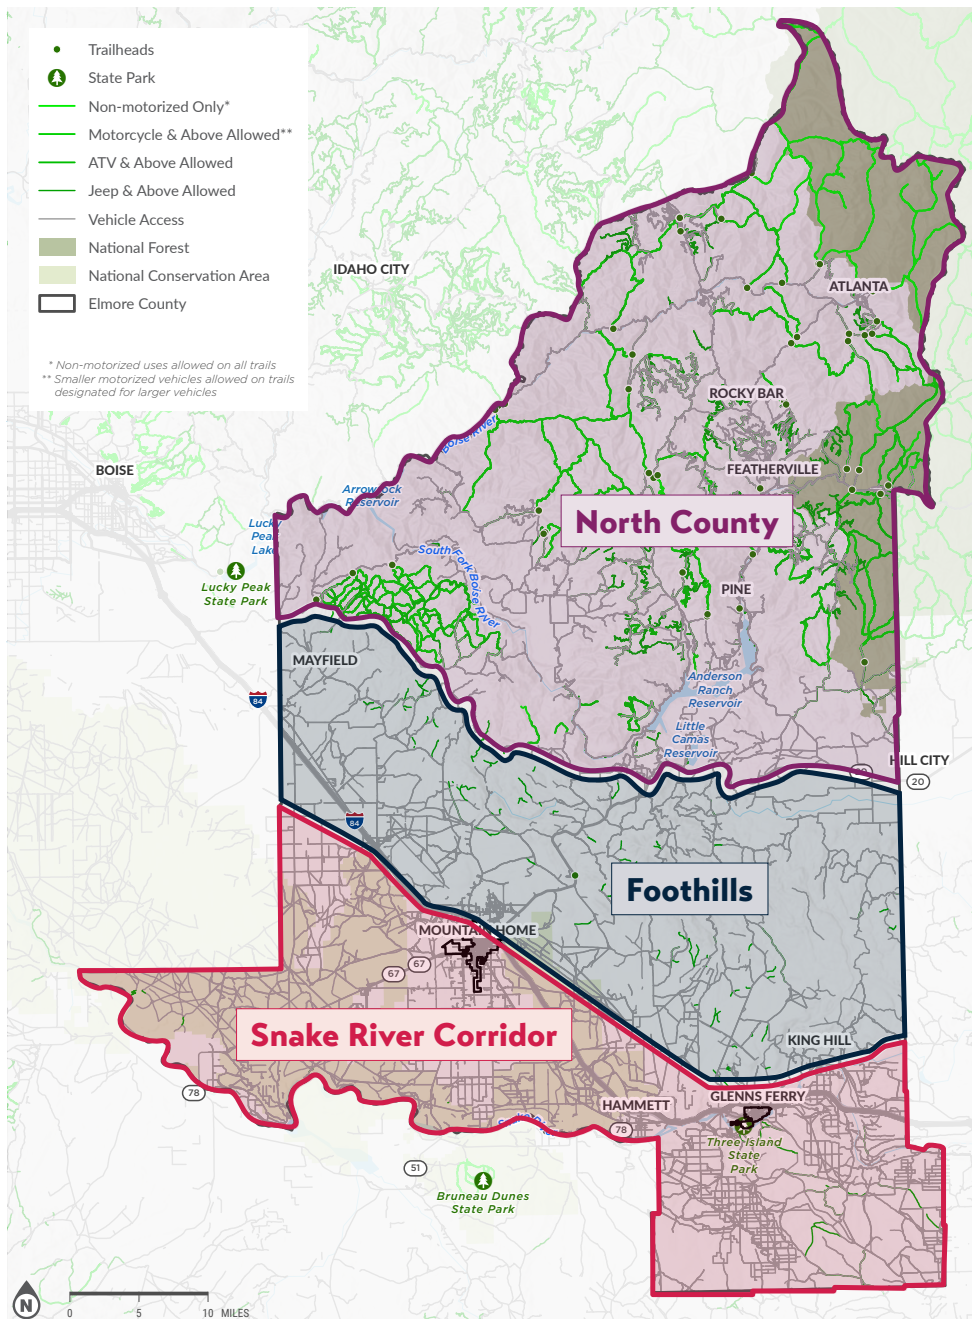 Trailheads
State Park
Non-motorized Only*
Motorcycle & Above Allowed**
ATV & Above Allowed
Jeep & Above Allowed
Vehicle Access
National Forest
National Conservation Area
Elmore County
* Non-motorized uses allowed on all trails
** Smaller motorized vehicles allowed on trails
designated for larger vehicles
IDAHO CITY
ATLANTA
ROCKY BAR
Boise River
BOISE
FEATHERVILLE
Arrowrock
Reservoir
North County
Lucky
Peak
Lake
South Fork Boise River
Lucky Peak
State Park
PINE
MAYFIELD
Anderson
Ranch
Reservoir
84
Little
Camas
Reservoir
HILL CITY
20
20
84
Foothills
MOUNTAIN HOME
67
67
Snake River Corridor
KING HILL
78
GLENNS FERRY
HAMMETT
78
Three Island
State
Park
51
Bruneau Dunes
State Park
N
0 5 10 MILES